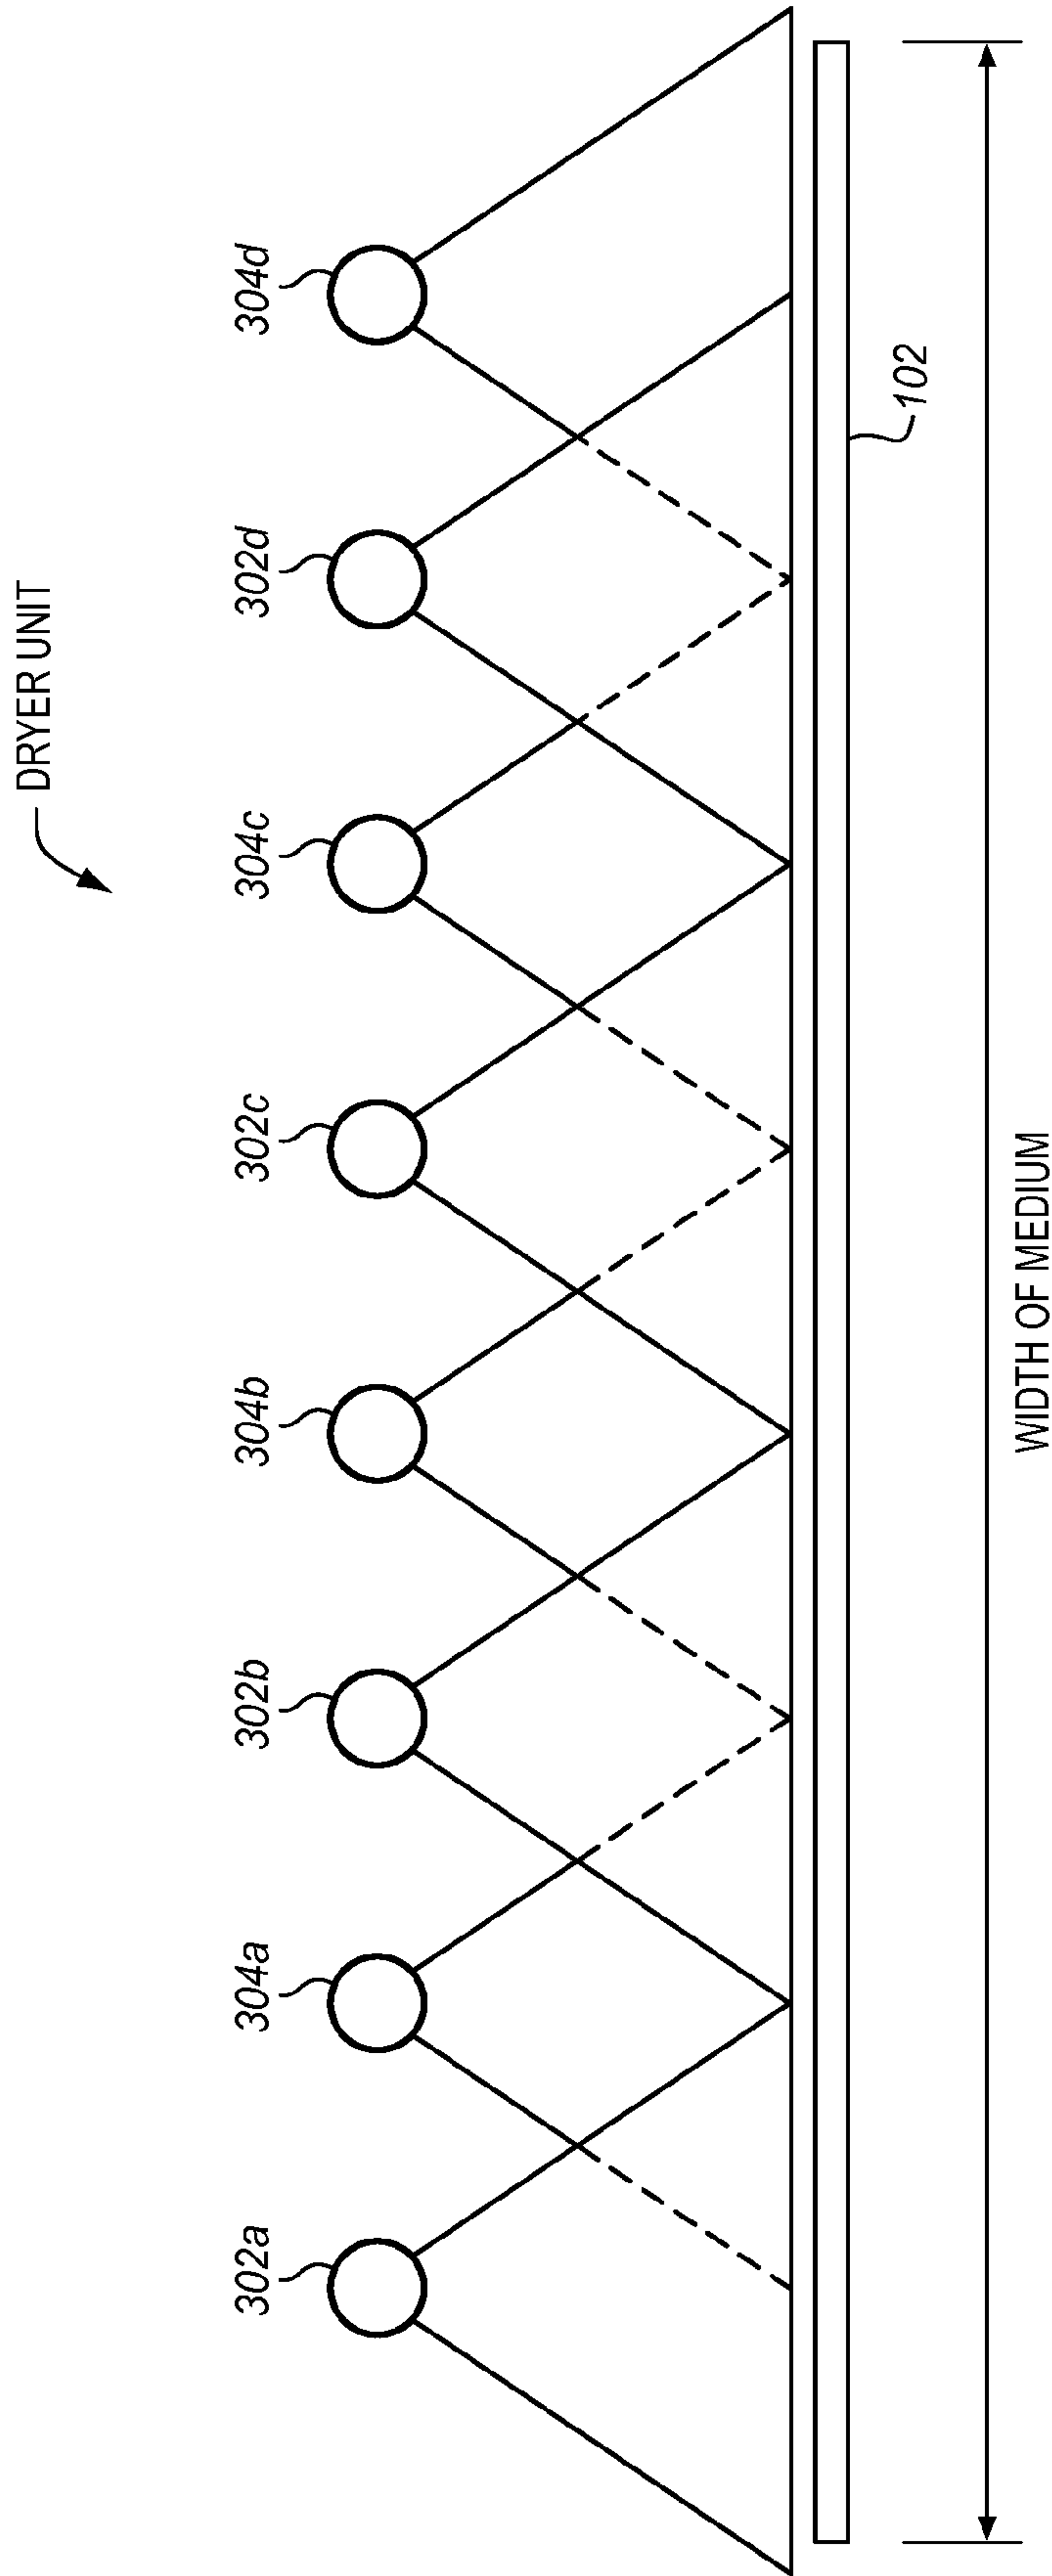 DRYER UNIT
302a
304a
302b
304b
302c
304c
302d
304d
102
WIDTH OF MEDIUM